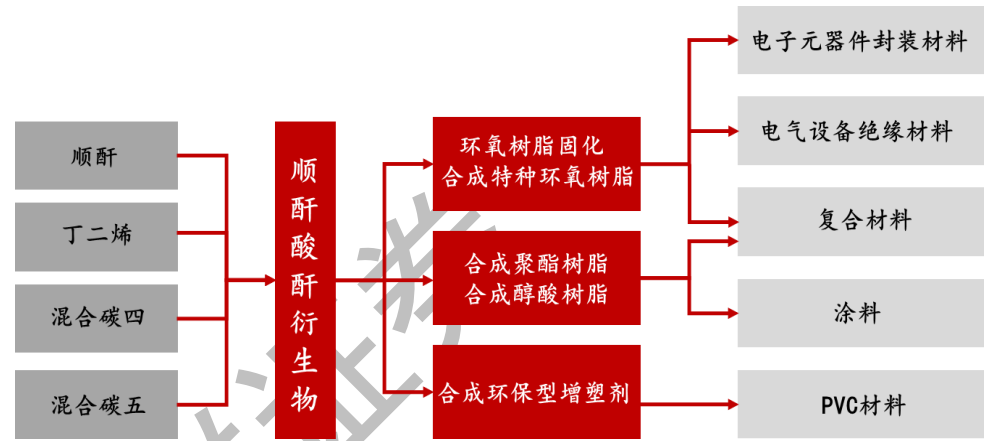 顺酐
丁二烯
混合碳四
混合碳五
顺酐酸酐衍生物
环氧树脂固化
合成特种环氧树脂
合成聚酯树脂
合成醇酸树脂
合成环保型增塑剂
电子元器件封装材料
电气设备绝缘材料
复合材料
涂料
PVC材料
证券